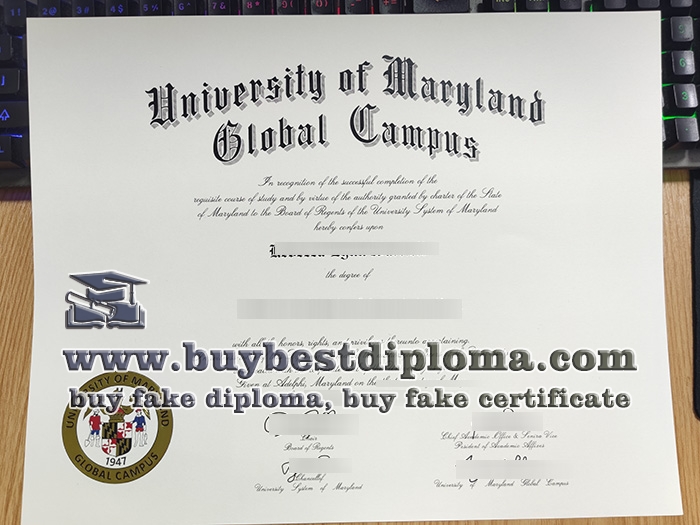 University of Maryland
Global Campus
In recognition of the successful completion of the
requisite course of study and by virtue of the authority granted by charter of the State
of Maryland to the Board of Regents of the University System of Maryland
hereby confers upon
the degree of
with all
honors, rights, and
www.buybestdiploma.com
Given at Adelphi, Maryland on the
buy fake diploma, buy fake certificate
UNIVERSITY OF MARYLAND
GLOBAL CAMPUS
1947
Chair
Board of Regents
Chief Academic Officer & Senior Vice
President of Academic Affairs
Chancellor
University System of Maryland
University of Maryland Global Campus